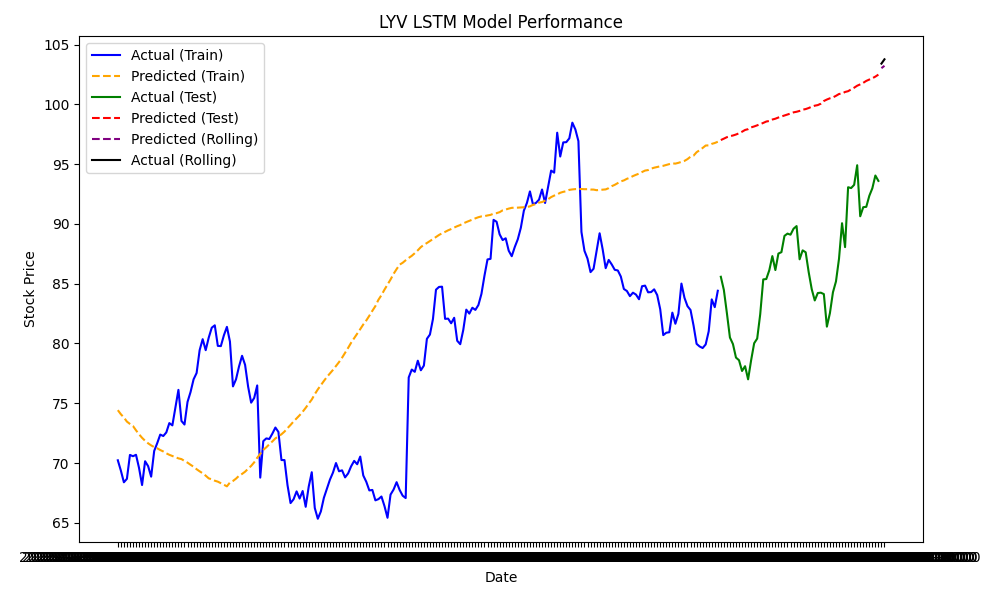 LYV LSTM Model Performance
Actual (Train)
Predicted (Train)
Actual (Test)
Predicted (Test)
Predicted (Rolling)
Actual (Rolling)
105
100
95
90
85
80
75
70
65
Stock Price
Date